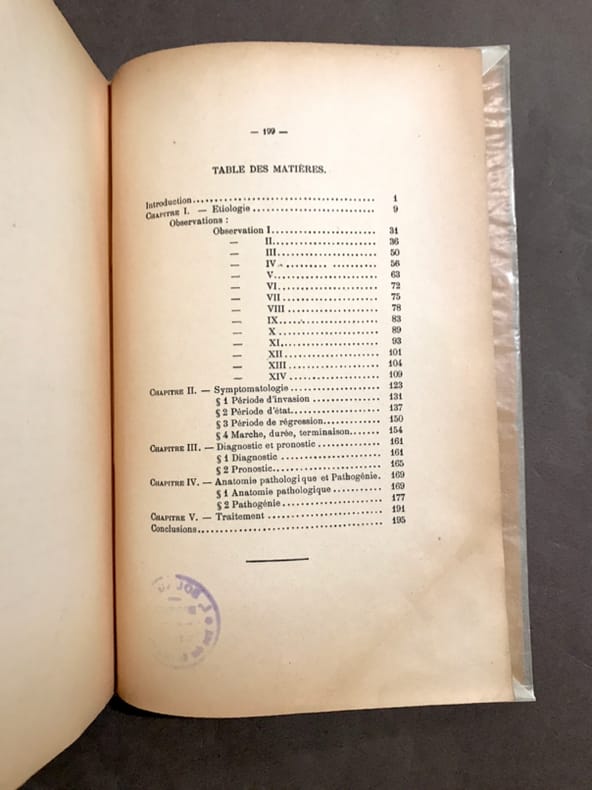 — 199 —
TABLE DES MATIÈRES.
Introduction........ 1
CHAPITRE I. — Etiologie........ 9
Observations :
Observation I........ 31
— II........ 36
— III........ 50
— IV........ 56
— V........ 63
— VI........ 72
— VII........ 75
— VIII........ 78
— IX........ 83
— X........ 89
— XI........ 93
— XII........ 101
— XIII........ 104
— XIV........ 109
CHAPITRE II. — Symptomatologie........ 123
§ 1 Période d'invasion........ 131
§ 2 Période d'état........ 137
§ 3 Période de régression........ 150
§ 4 Marche, durée, terminaison....... 154
CHAPITRE III. — Diagnostic et pronostic........ 161
§ 1 Diagnostic........ 161
§ 2 Pronostic........ 165
CHAPITRE IV. — Anatomie pathologique et Pathogénie. 169
§ 1 Anatomie pathologique........ 169
§ 2 Pathogénie........ 177
CHAPITRE V. — Traitement........ 191
Conclusions........ 195